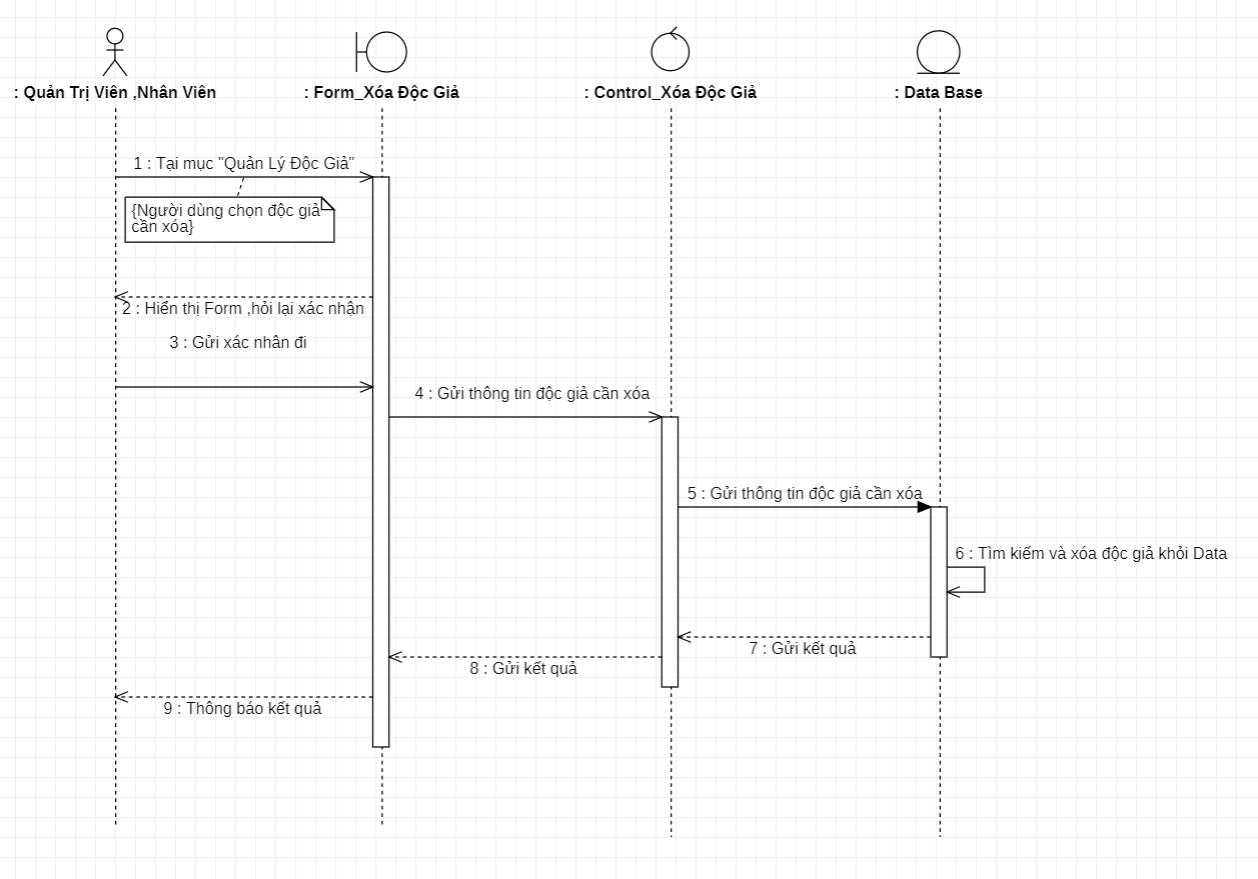 : Quản Trị Viên ,Nhân Viên
: Form_Xóa Độc Giả
: Control_Xóa Độc Giả
: Data Base
1 : Tại mục "Quản Lý Độc Giả"
{Người dùng chọn độc giả
cần xóa}
2 : Hiển thị Form ,hỏi lại xác nhận
3 : Gửi xác nhân đi
4 : Gửi thông tin độc giả cần xóa
5 : Gửi thông tin độc giả cần xóa
6 : Tìm kiếm và xóa độc giả khỏi Data
7 : Gửi kết quả
8 : Gửi kết quả
9 : Thông báo kết quả